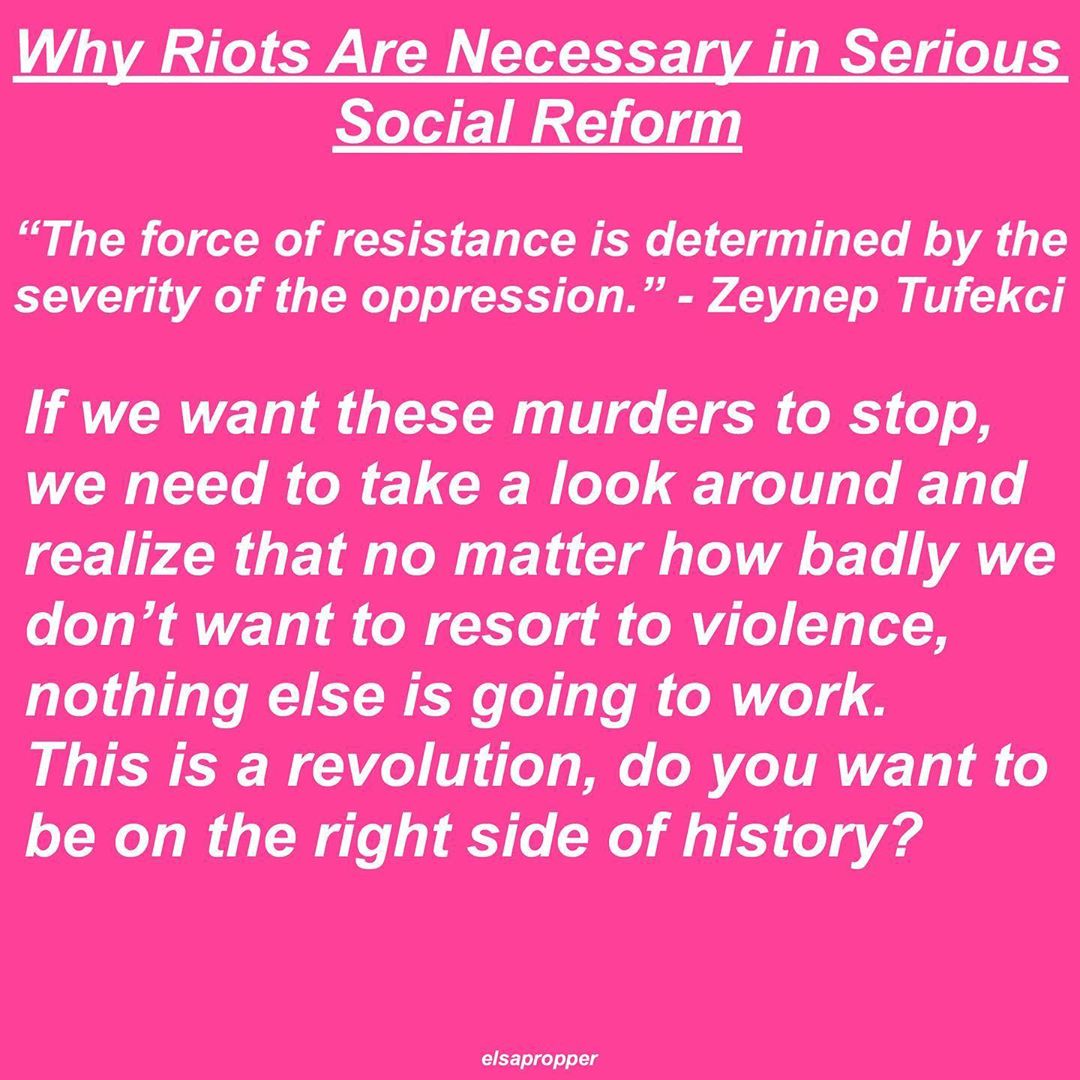 Why Riots Are Necessary in Serious
Social Reform
“The force of resistance is determined by the
severity of the oppression.” - Zeynep Tufekci
If we want these murders to stop,
we need to take a look around and
realize that no matter how badly we
don’t want to resort to violence,
nothing else is going to work.
This is a revolution, do you want to
be on the right side of history?
elsapropper